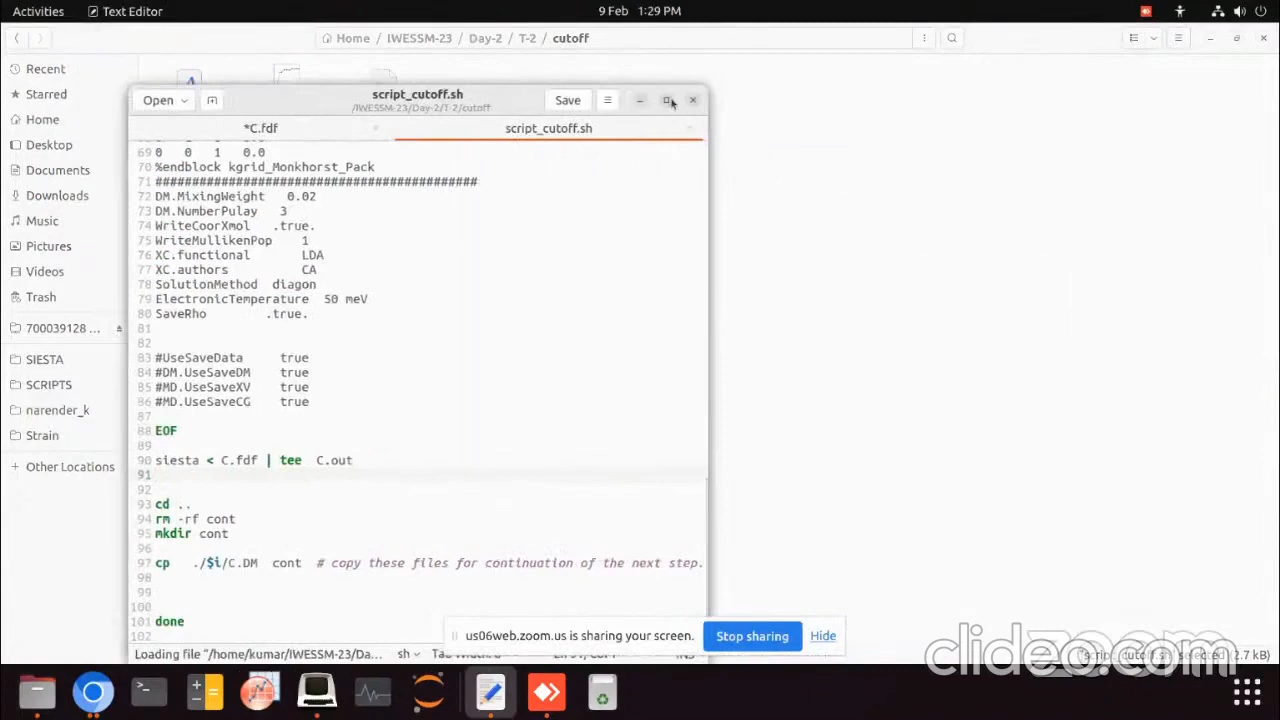 Activities Text Editor 9 Feb 1:29 PM
Home IWESSM-23 Day-2 T-2 cutoff
Recent
Starred
Home
Desktop
Documents
Downloads
Music
Pictures
Videos
Trash
700039128 ...
SIESTA
SCRIPTS
narender_k
Strain
Other Locations
Open script_cutoff.sh Save
/IWESSM-23/Day-2/T-2/cutoff
*C.fdf script_cutoff.sh
69 0 0 1 0.0
70 %endblock kgrid_Monkhorst_Pack
71 ############################################
72 DM.MixingWeight 0.02
73 DM.NumberPulay 3
74 WriteCoorXmol .true.
75 WriteMullikenPop 1
76 XC.functional LDA
77 XC.authors CA
78 SolutionMethod diagon
79 ElectronicTemperature 50 meV
80 SaveRho .true.
81
82
83 #UseSaveData true
84 #DM.UseSaveDM true
85 #MD.UseSaveXV true
86 #MD.UseSaveCG true
87
88 EOF
89
90 siesta < C.fdf | tee C.out
91
92
93 cd ..
94 rm -rf cont
95 mkdir cont
96
97 cp ./$i/C.DM cont # copy these files for continuation of the next step.
98
99
100
101 done
102
us06web.zoom.us is sharing your screen. Stop sharing Hide
Loading file "/home/kumar/IWESSM-23/Da... sh
clideo.com
selected (2.7 kB)